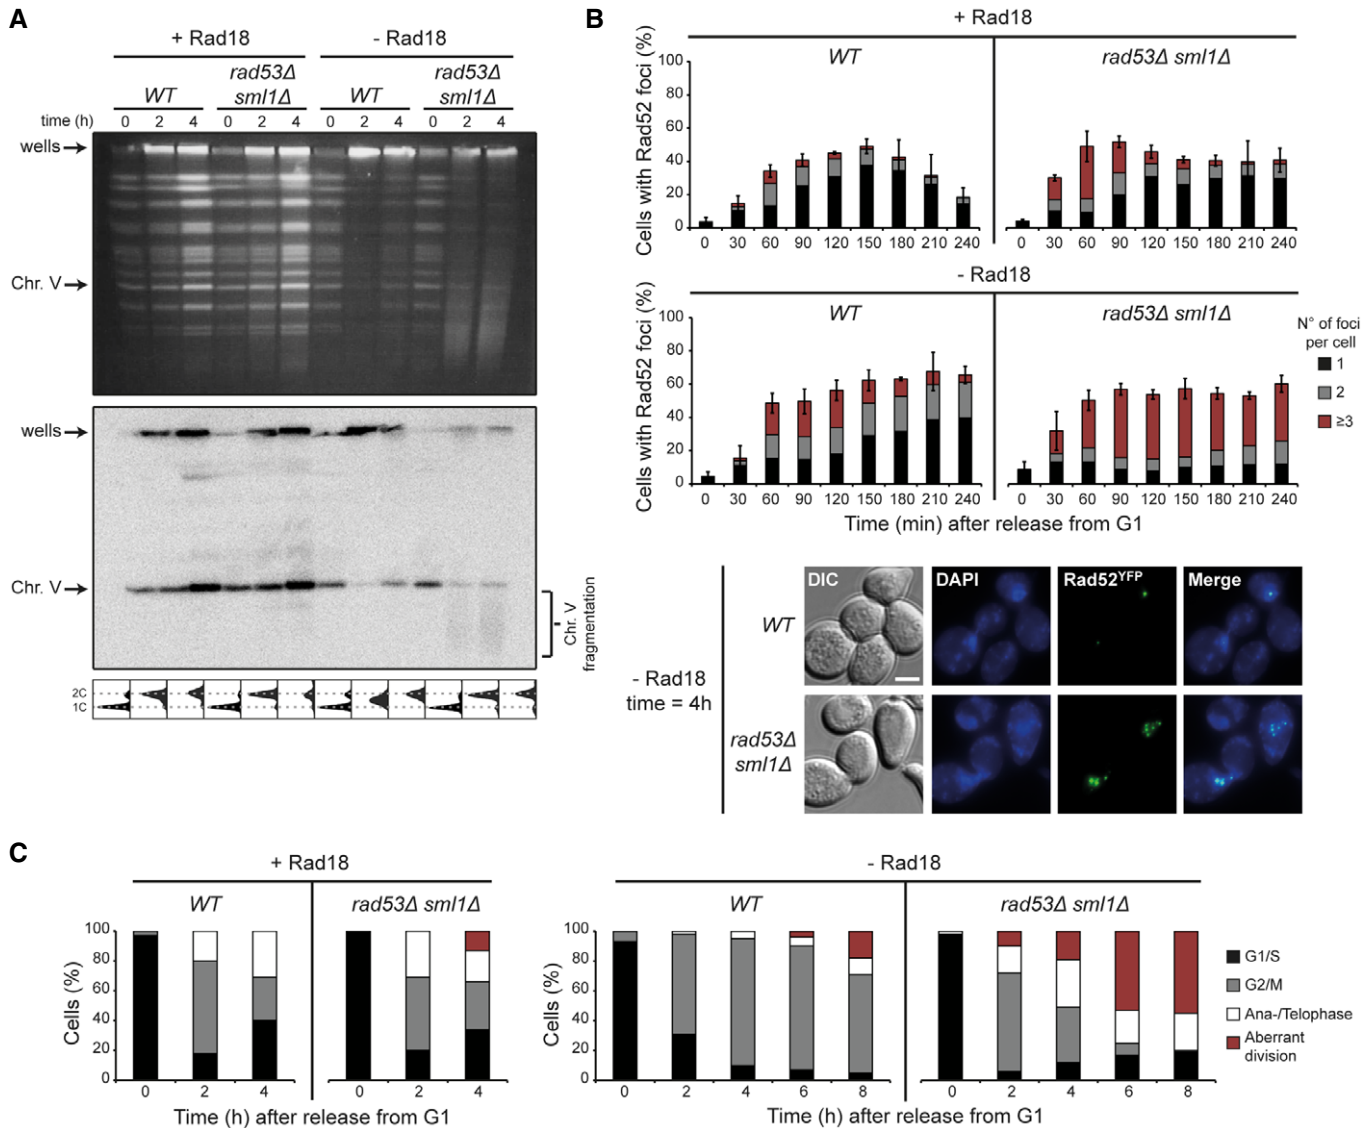 A
+ Rad18
- Rad18
WT
rad53Δ
sml1Δ
WT
rad53Δ
sml1Δ
time (h)
0 2 4 0 2 4 0 2 4 0 2 4
wells
Chr. V
wells
Chr. V
Chr. V
fragmentation
2C
1C
B
+ Rad18
WT
rad53Δ sml1Δ
Cells with Rad52 foci (%)
100
80
60
40
20
0
0 30 60 90 120 150 180 210 240
0 30 60 90 120 150 180 210 240
- Rad18
WT
rad53Δ sml1Δ
Cells with Rad52 foci (%)
100
80
60
40
20
0
0 30 60 90 120 150 180 210 240
0 30 60 90 120 150 180 210 240
Time (min) after release from G1
N° of foci
per cell
1
2
≥3
DIC
DAPI
Rad52YFP
Merge
WT
- Rad18
time = 4h
rad53Δ
sml1Δ
C
+ Rad18
WT
rad53Δ sml1Δ
Cells (%)
100
80
60
40
20
0
0 2 4
0 2 4
Time (h) after release from G1
- Rad18
WT
rad53Δ sml1Δ
Cells (%)
100
80
60
40
20
0
0 2 4 6 8
0 2 4 6 8
Time (h) after release from G1
G1/S
G2/M
Ana-/Telophase
Aberrant
division